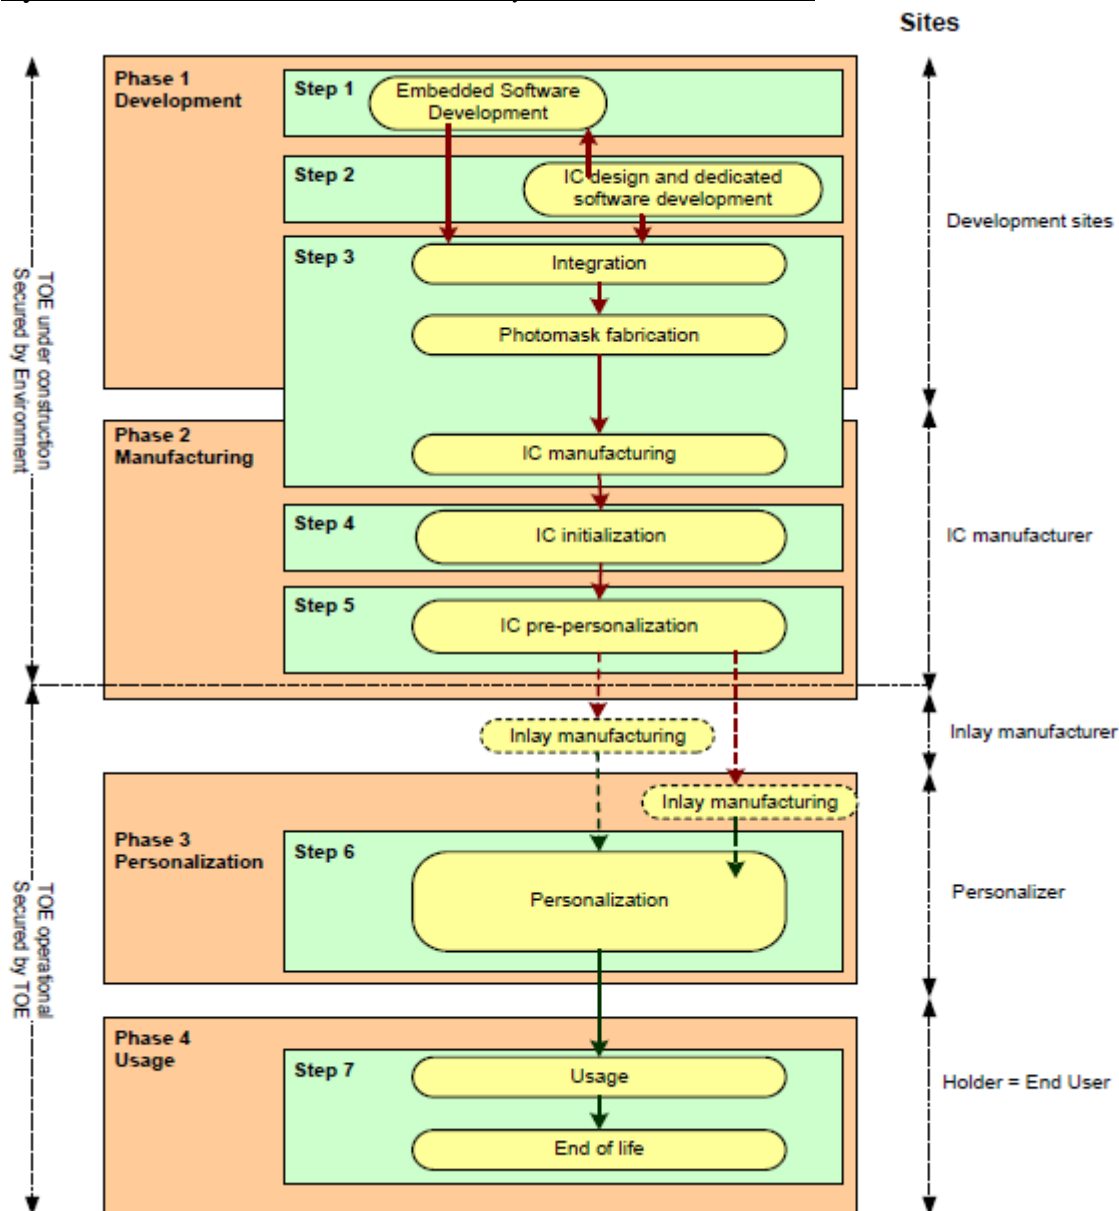 Sites
Phase 1
Development
Step 1
Embedded Software
Development
Step 2
IC design and dedicated
software development
Development sites
Step 3
Integration
Photomask fabrication
TOE under construction
Secured by Environment
Phase 2
Manufacturing
IC manufacturing
Step 4
IC initialization
IC manufacturer
Step 5
IC pre-personalization
Inlay manufacturing
Inlay manufacturer
Inlay manufacturing
Phase 3
Personalization
Step 6
Personalization
Personalizer
TOE operational
Secured by TOE
Phase 4
Usage
Step 7
Usage
Holder = End User
End of life